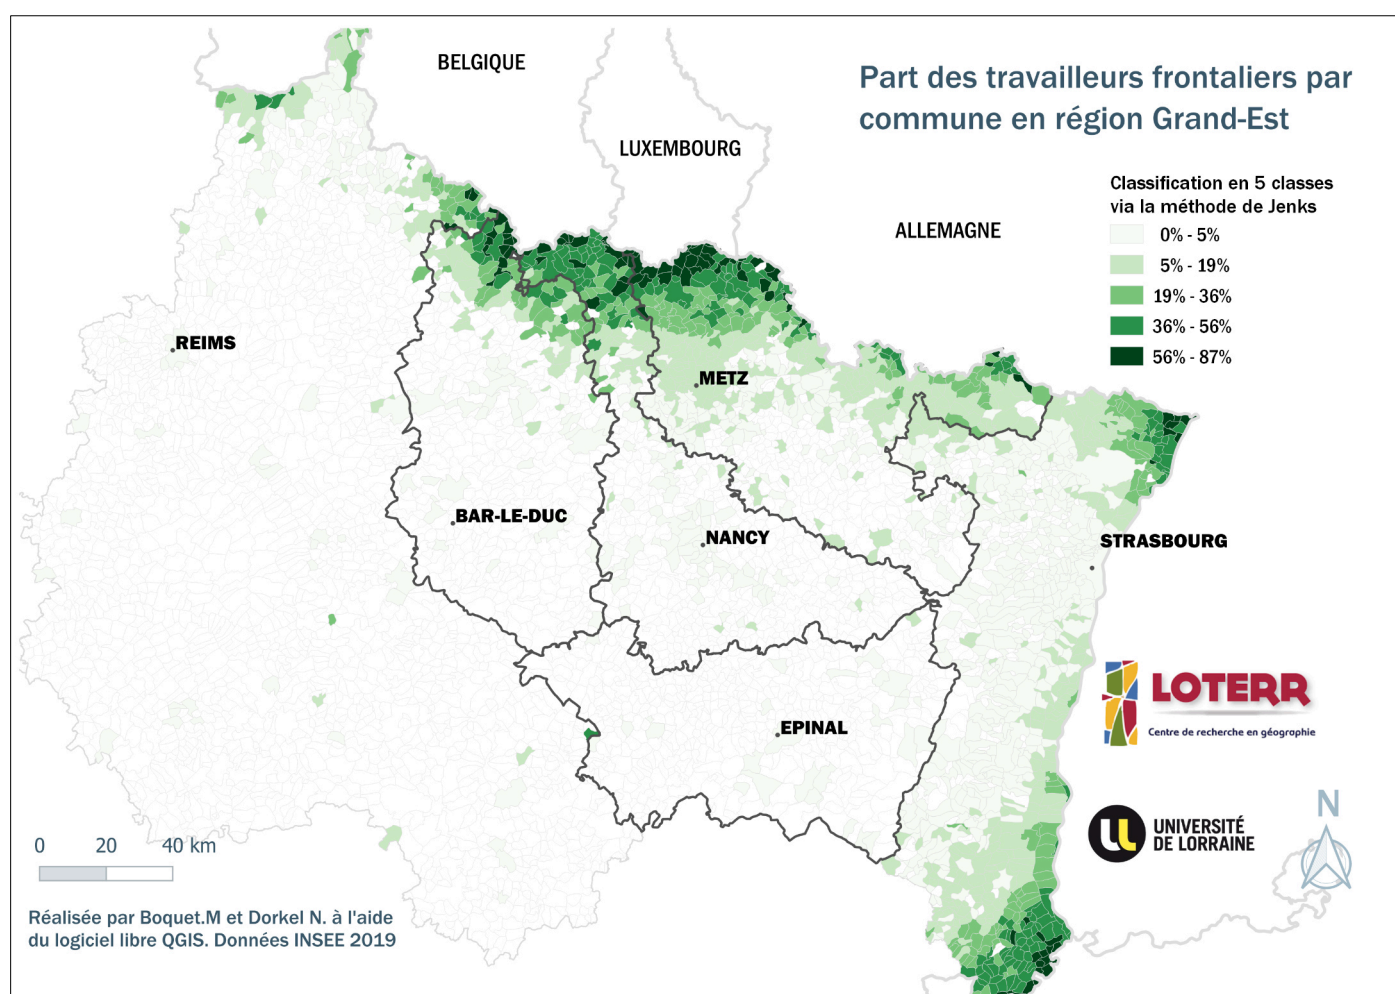 BELGIQUE
LUXEMBOURG
ALLEMAGNE
Part des travailleurs frontaliers par
commune en région Grand-Est
Classification en 5 classes
via la méthode de Jenks
0% - 5%
5% - 19%
19% - 36%
36% - 56%
56% - 87%
REIMS
METZ
BAR-LE-DUC
NANCY
STRASBOURG
EPINAL
LOTERR
Centre de recherche en géographie
UNIVERSITÉ
DE LORRAINE
N
0 20 40 km
Réalisée par Boquet.M et Dorkel N. à l'aide
du logiciel libre QGIS. Données INSEE 2019